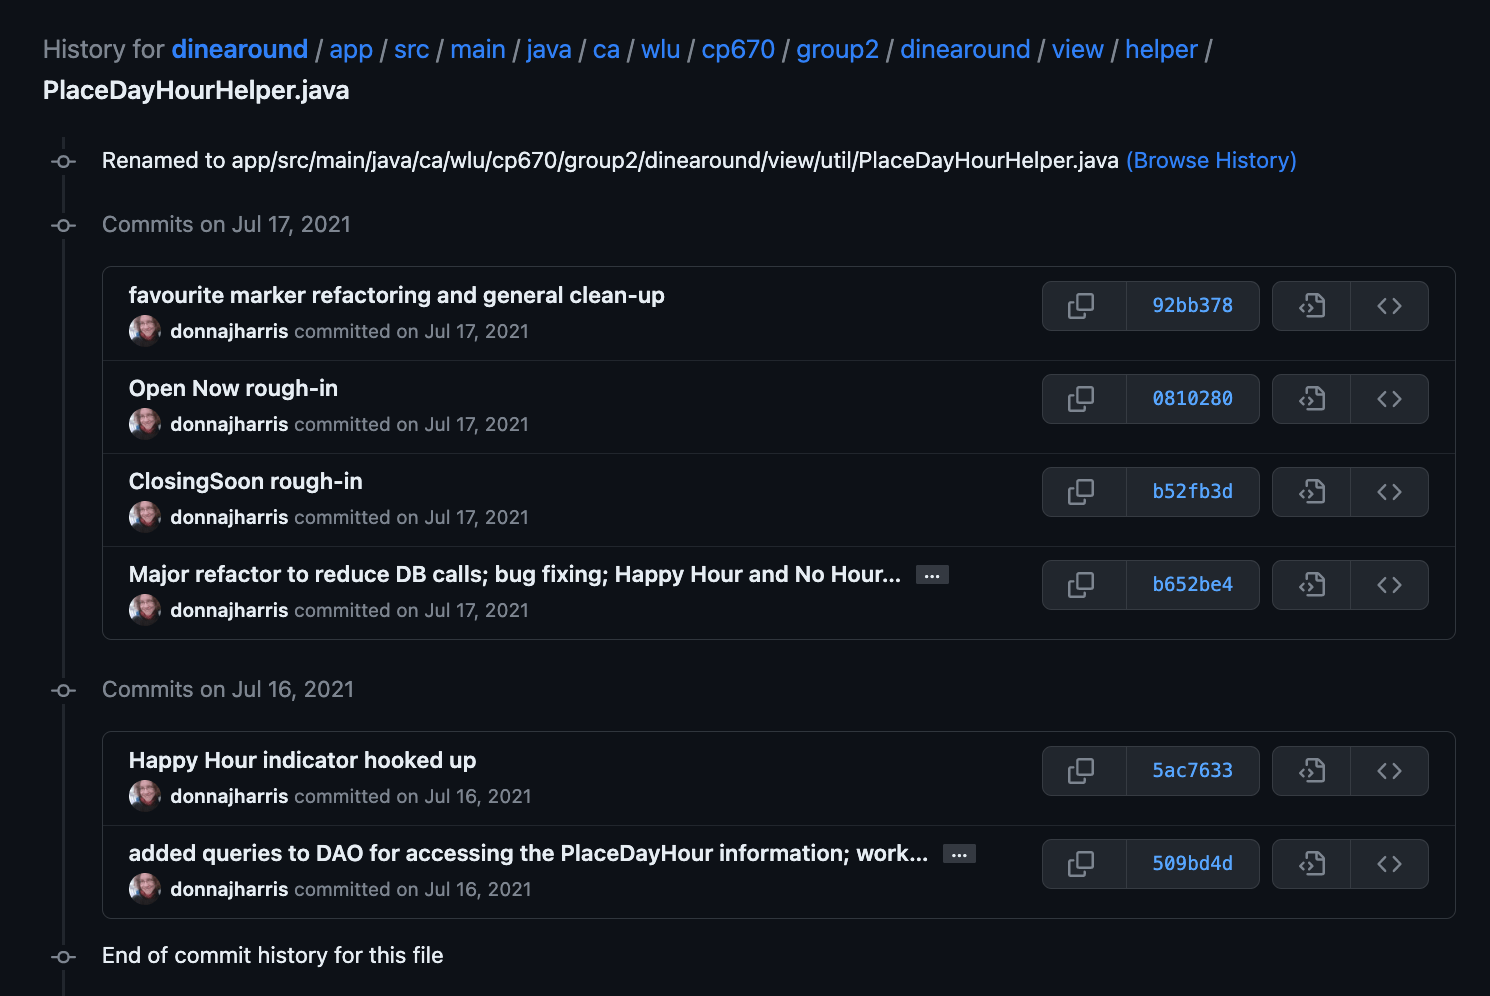 History for dinearound / app / src / main / java / ca / wlu / cp670 / group2 / dinearound / view / helper /
PlaceDayHourHelper.java
Renamed to app/src/main/java/ca/wlu/cp670/group2/dinearound/view/util/PlaceDayHourHelper.java (Browse History)
Commits on Jul 17, 2021
favourite marker refactoring and general clean-up
92bb378
donnajharris committed on Jul 17, 2021
Open Now rough-in
0810280
donnajharris committed on Jul 17, 2021
ClosingSoon rough-in
b52fb3d
donnajharris committed on Jul 17, 2021
Major refactor to reduce DB calls; bug fixing; Happy Hour and No Hour... ...
b652be4
donnajharris committed on Jul 17, 2021
Commits on Jul 16, 2021
Happy Hour indicator hooked up
5ac7633
donnajharris committed on Jul 16, 2021
added queries to DAO for accessing the PlaceDayHour information; work... ...
509bd4d
donnajharris committed on Jul 16, 2021
End of commit history for this file